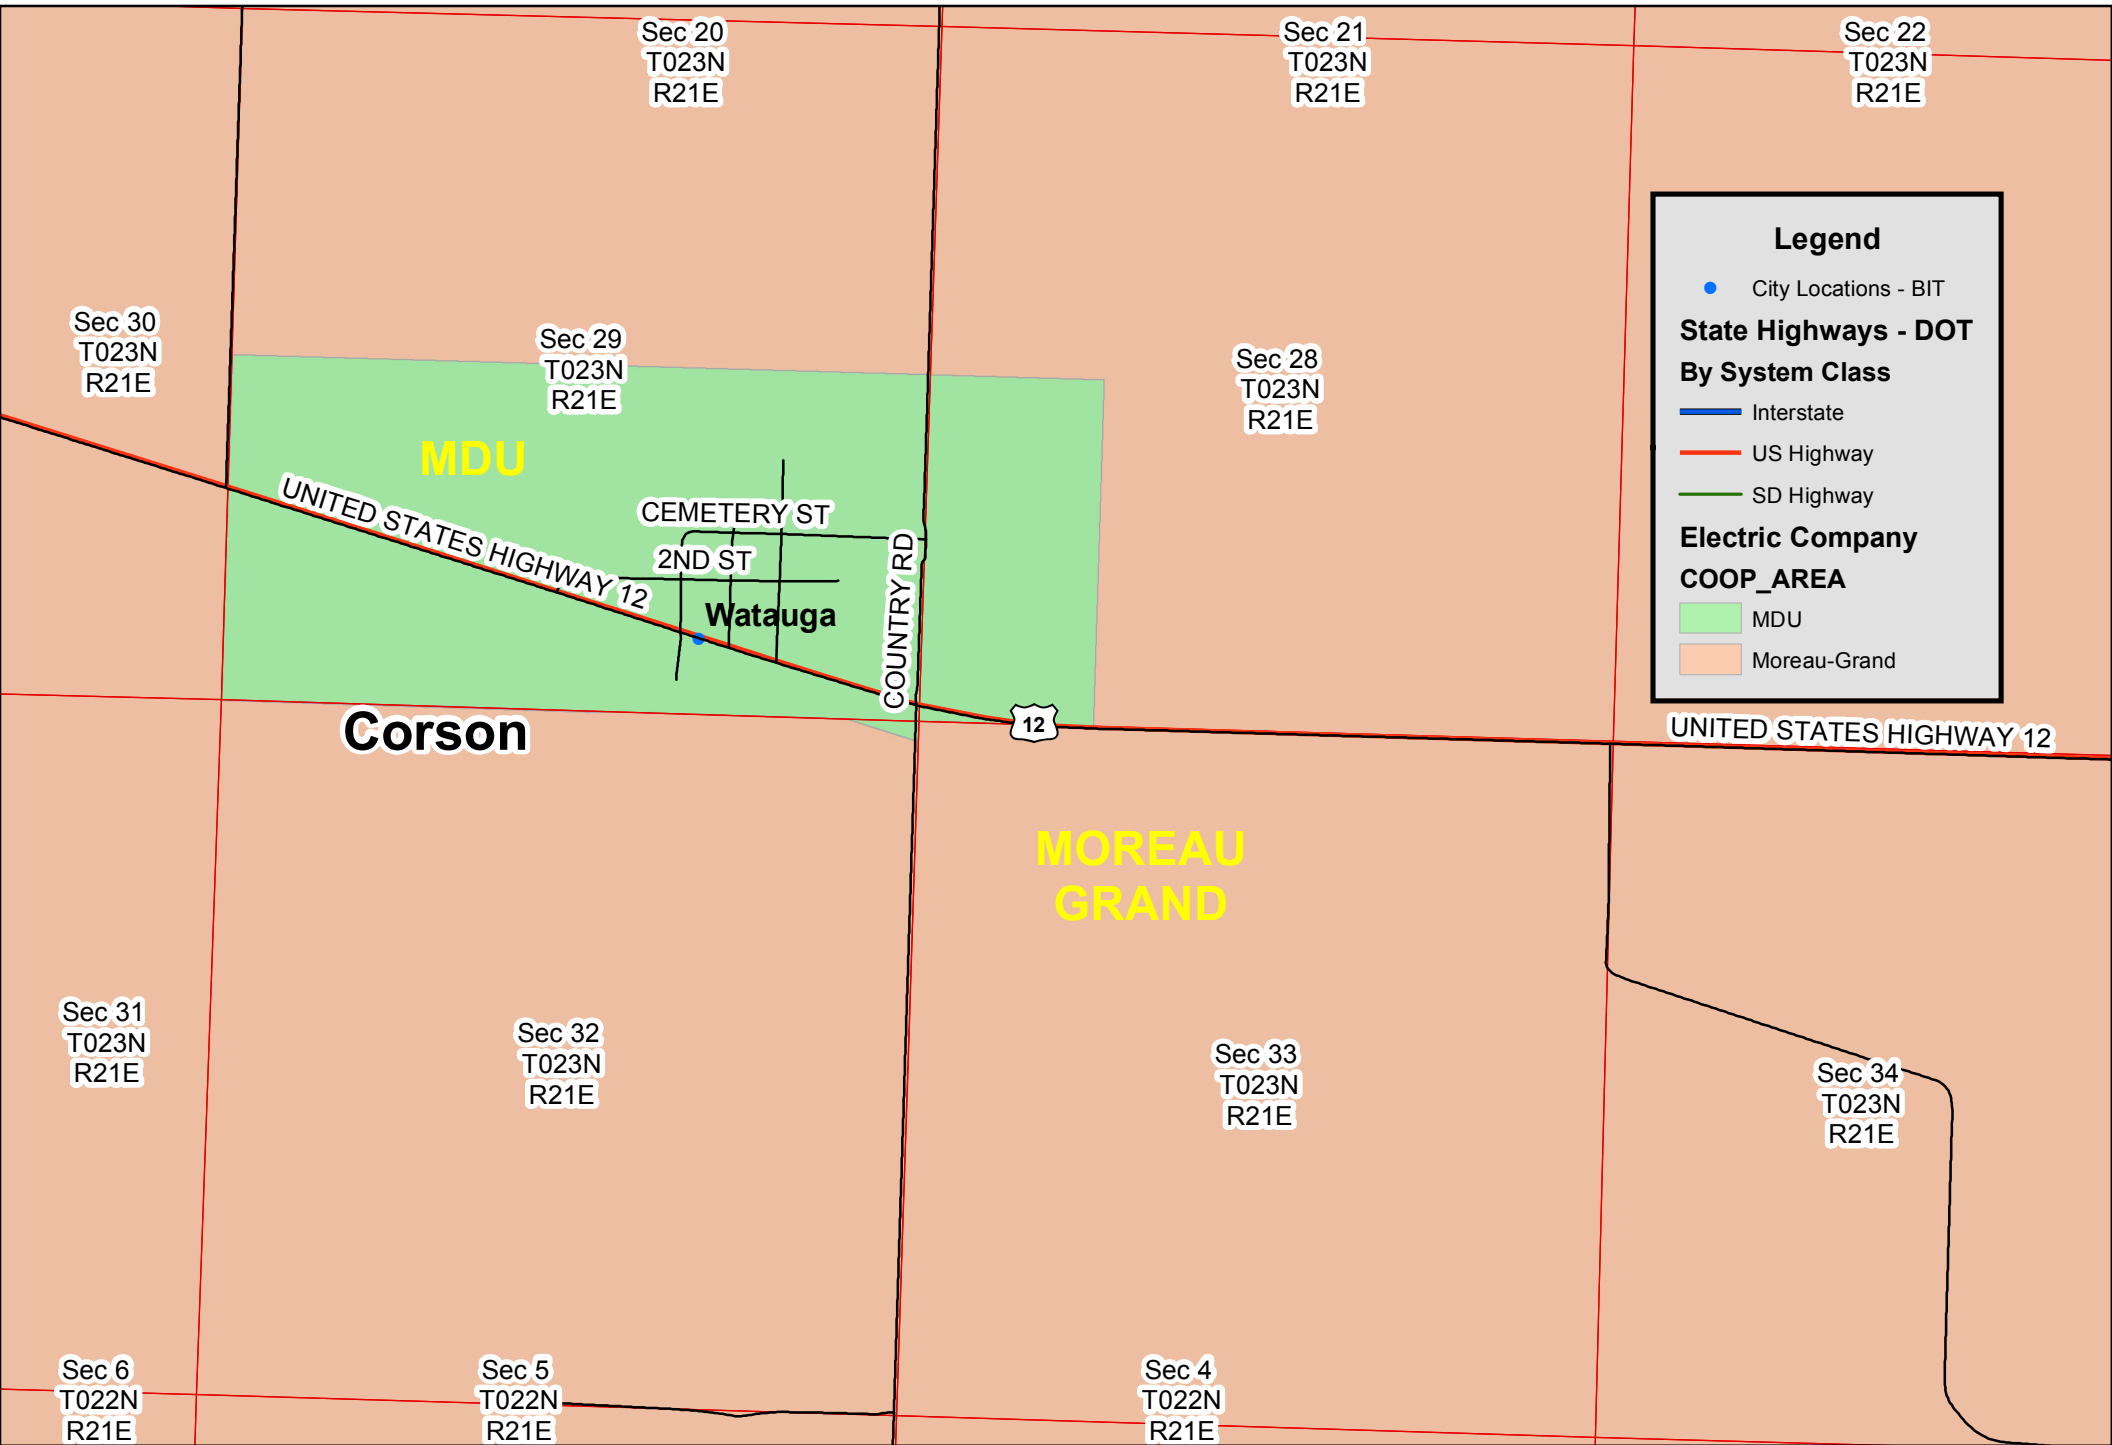 Sec 20
T023N
R21E
Sec 21
T023N
R21E
Sec 22
T023N
R21E
Legend
City Locations - BIT
State Highways - DOT
By System Class
Interstate
US Highway
SD Highway
Electric Company
COOP_AREA
MDU
Moreau-Grand
Sec 30
T023N
R21E
Sec 29
T023N
R21E
Sec 28
T023N
R21E
MDU
UNITED STATES HIGHWAY 12
CEMETERY ST
2ND ST
COUNTRY RD
Watauga
Corson
12
UNITED STATES HIGHWAY 12
MOREAU
GRAND
Sec 31
T023N
R21E
Sec 32
T023N
R21E
Sec 33
T023N
R21E
Sec 34
T023N
R21E
Sec 6
T022N
R21E
Sec 5
T022N
R21E
Sec 4
T022N
R21E